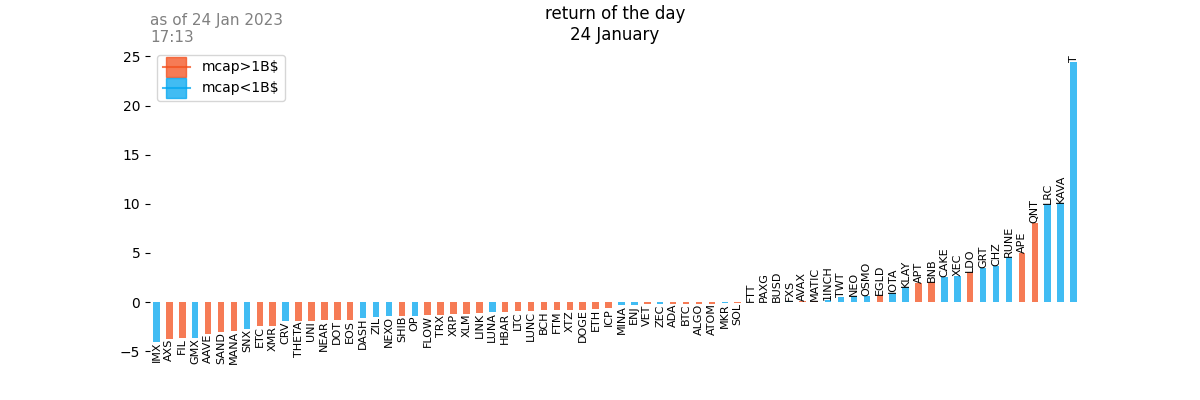 as of 24 Jan 2023
17:13
return of the day
24 January
mcap>1B$
mcap<1B$
25
20
15
10
5
0
−5
IMX
AXS
FIL
GMX
AAVE
SAND
MANA
SNX
ETC
XMR
CRV
THETA
UNI
NEAR
DOT
EOS
DASH
ZIL
NEXO
SHIB
OP
FLOW
TRX
XRP
XLM
LINK
LUNA
HBAR
LTC
LUNC
BCH
FTM
XTZ
DOGE
ETH
ICP
MINA
ENJ
VET
ZEC
ADA
BTC
ALGO
ATOM
MKR
SOL
FTT
PAXG
BUSD
FXS
AVAX
MATIC
1INCH
TWT
NEO
OSMO
EGLD
IOTA
KLAY
APT
BNB
CAKE
XEC
LDO
GRT
CHZ
RUNE
APE
QNT
LRC
KAVA
T